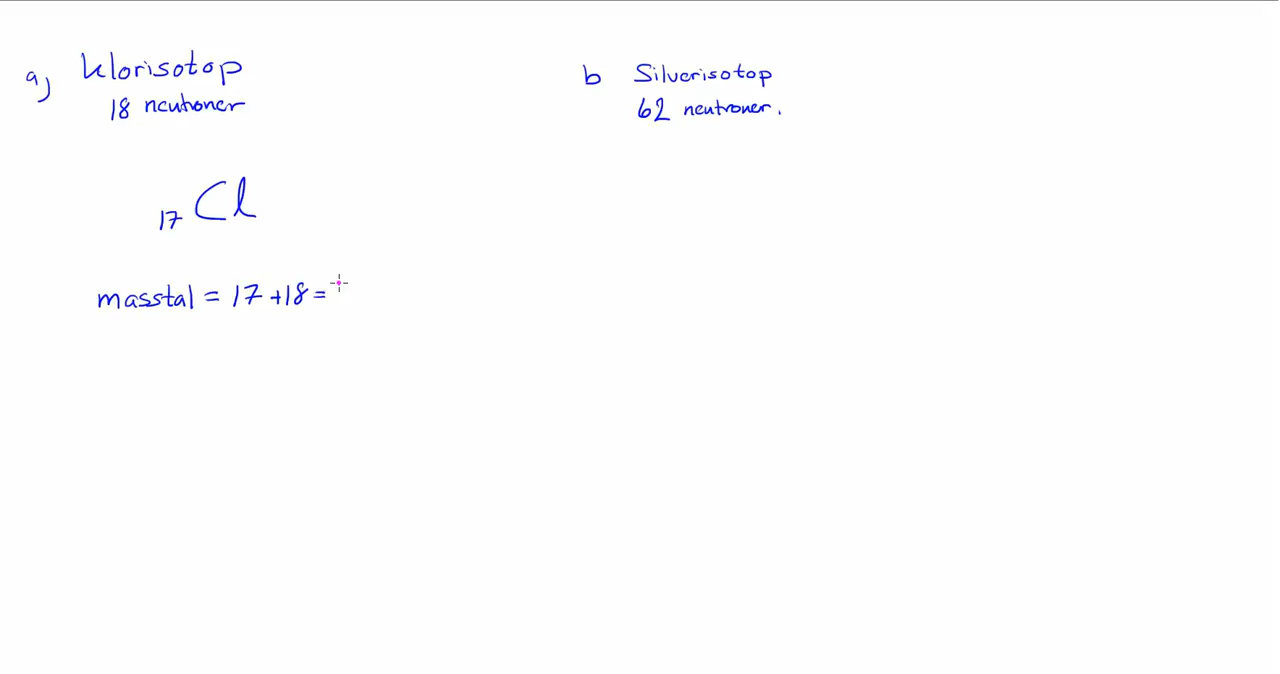 a) klorisotop
18 neutroner
17 Cl
masstal = 17 + 18 =
b Silverisotop
62 neutroner.